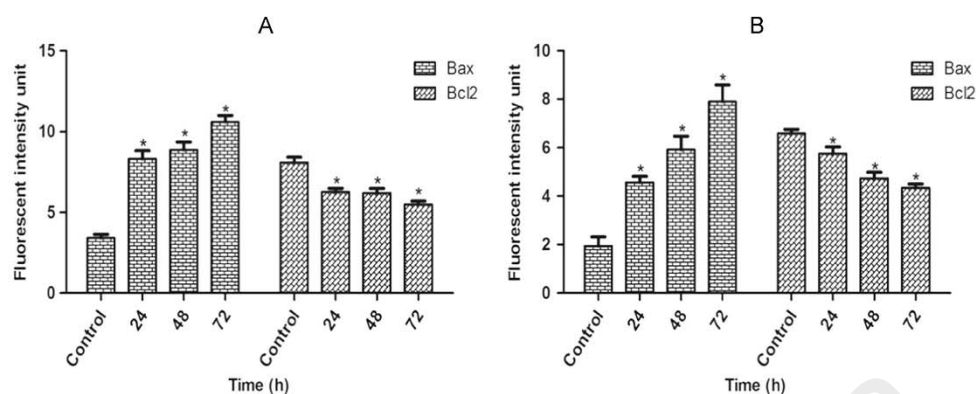 A
Fluorescent intensity unit
15
10
5
0
Bax
Bcl2
* * * * * *
Control 24 48 72 Control 24 48 72
Time (h)
B
Fluorescent intensity unit
10
8
6
4
2
0
Bax
Bcl2
* * * * * *
Control 24 48 72 Control 24 48 72
Time (h)